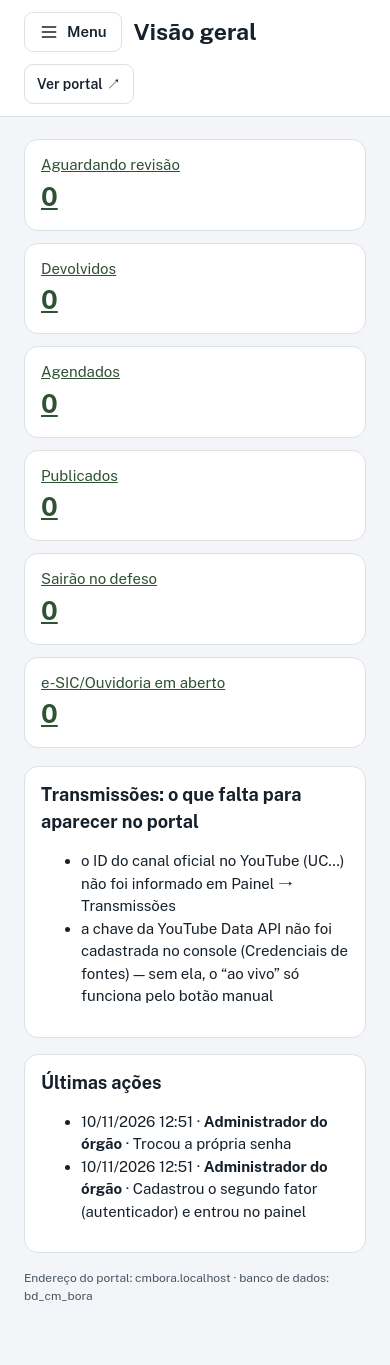 Menu
Visão geral
Ver portal ↗
Aguardando revisão
0
Devolvidos
0
Agendados
0
Publicados
0
Sairão no defeso
0
e-SIC/Ouvidoria em aberto
0
Transmissões: o que falta para
aparecer no portal
• o ID do canal oficial no YouTube (UC…)
não foi informado em Painel →
Transmissões
• a chave da YouTube Data API não foi
cadastrada no console (Credenciais de
fontes) — sem ela, o “ao vivo” só
funciona pelo botão manual
Últimas ações
• 10/11/2026 12:51 · Administrador do
órgão · Trocou a própria senha
• 10/11/2026 12:51 · Administrador do
órgão · Cadastrou o segundo fator
(autenticador) e entrou no painel
Endereço do portal: cmbora.localhost · banco de dados:
bd_cm_bora